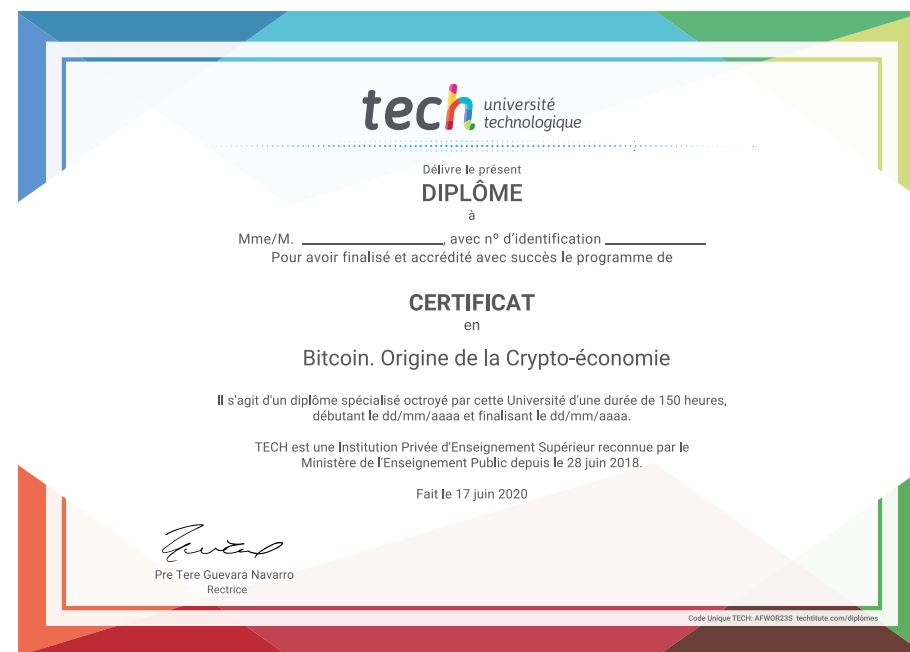 tech université
technologique
Délivre le présent
DIPLÔME
à
Mme/M. ____________________, avec nº d'identification ______________
Pour avoir finalisé et accrédité avec succès le programme de
CERTIFICAT
en
Bitcoin. Origine de la Crypto-économie
Il s'agit d'un diplôme spécialisé octroyé par cette Université d'une durée de 150 heures,
débutant le dd/mm/aaaa et finalisant le dd/mm/aaaa.
TECH est une Institution Privée d'Enseignement Supérieur reconnue par le
Ministère de l'Enseignement Public depuis le 28 juin 2018.
Fait le 17 juin 2020
Pre Tere Guevara Navarro
Rectrice
Code Unique TECH: AFWOR23S techtitute.com/diplômes